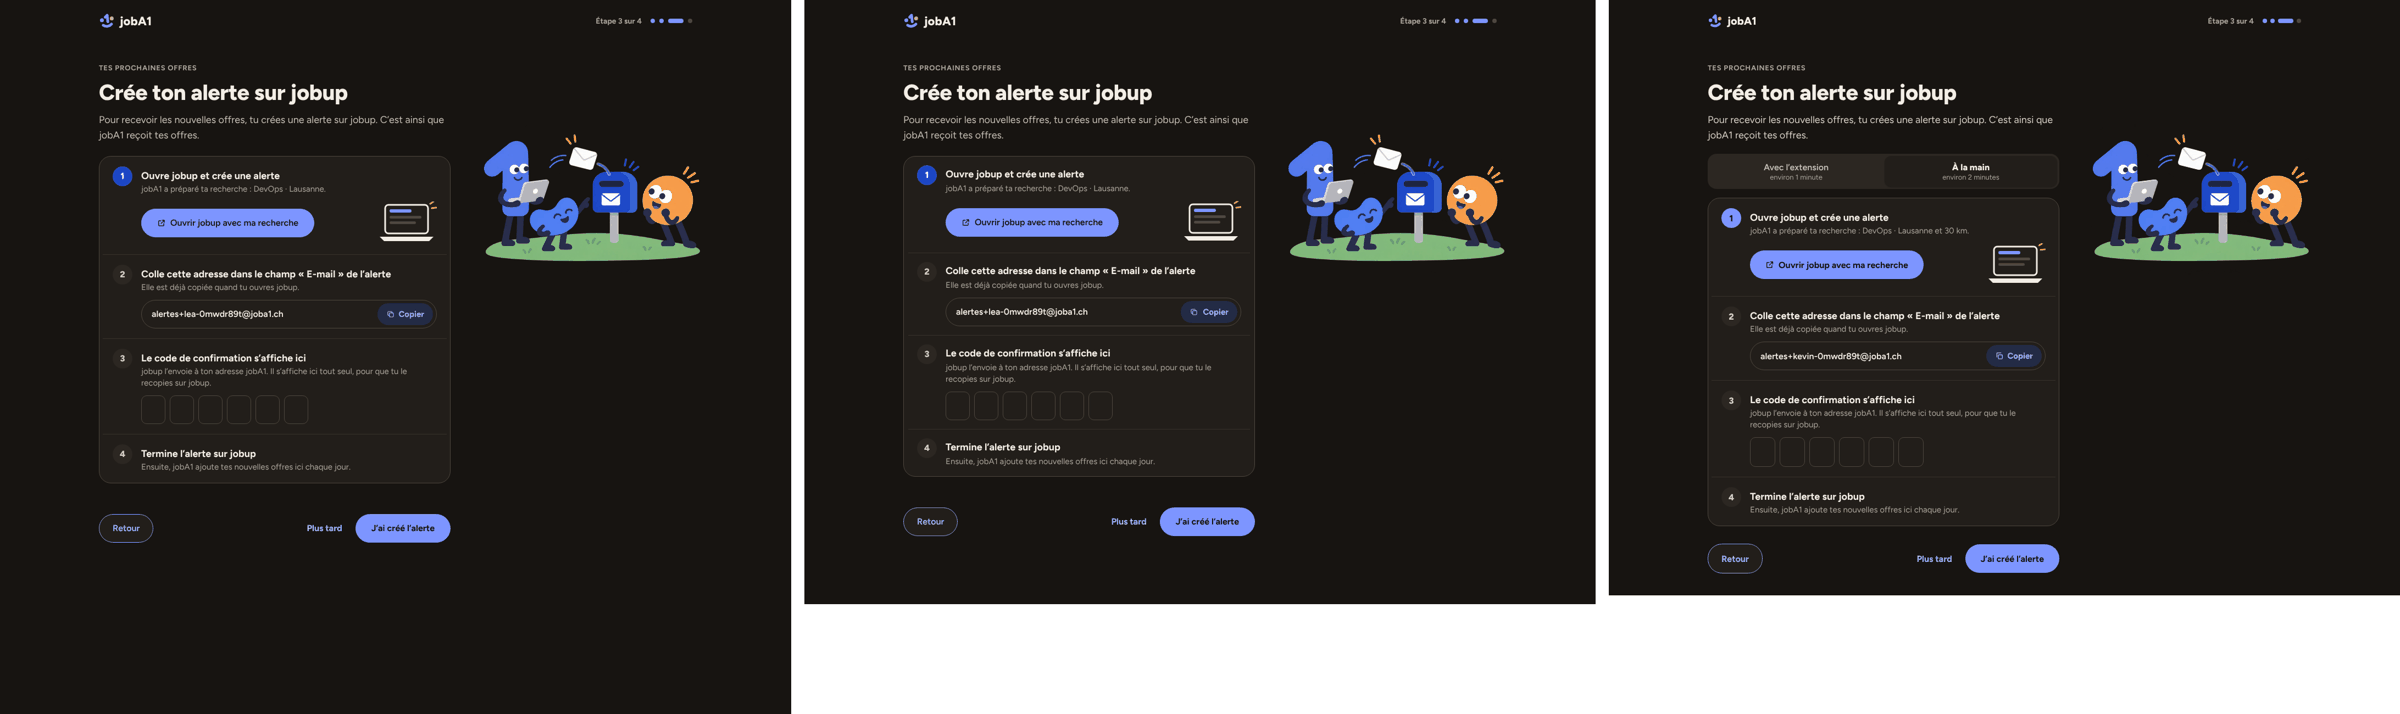 jobA1
Étape 3 sur 4
TES PROCHAINES OFFRES
Crée ton alerte sur jobup
Pour recevoir les nouvelles offres, tu crées une alerte sur jobup. C'est ainsi que
jobA1 reçoit tes offres.
1
Ouvre jobup et crée une alerte
jobA1 a préparé ta recherche : DevOps · Lausanne.
Ouvrir jobup avec ma recherche
2
Colle cette adresse dans le champ « E-mail » de l'alerte
Elle est déjà copiée quand tu ouvres jobup.
alertes+lea-0mwdr89t@joba1.ch
Copier
3
Le code de confirmation s'affiche ici
jobup l'envoie à ton adresse jobA1. Il s'affiche ici tout seul, pour que tu le
recopies sur jobup.
4
Termine l'alerte sur jobup
Ensuite, jobA1 ajoute tes nouvelles offres ici chaque jour.
Retour
Plus tard
J'ai créé l'alerte
jobA1
Étape 3 sur 4
TES PROCHAINES OFFRES
Crée ton alerte sur jobup
Pour recevoir les nouvelles offres, tu crées une alerte sur jobup. C'est ainsi que
jobA1 reçoit tes offres.
1
Ouvre jobup et crée une alerte
jobA1 a préparé ta recherche : DevOps · Lausanne.
Ouvrir jobup avec ma recherche
2
Colle cette adresse dans le champ « E-mail » de l'alerte
Elle est déjà copiée quand tu ouvres jobup.
alertes+lea-0mwdr89t@joba1.ch
Copier
3
Le code de confirmation s'affiche ici
jobup l'envoie à ton adresse jobA1. Il s'affiche ici tout seul, pour que tu le
recopies sur jobup.
4
Termine l'alerte sur jobup
Ensuite, jobA1 ajoute tes nouvelles offres ici chaque jour.
Retour
Plus tard
J'ai créé l'alerte
jobA1
Étape 3 sur 4
TES PROCHAINES OFFRES
Crée ton alerte sur jobup
Pour recevoir les nouvelles offres, tu crées une alerte sur jobup. C'est ainsi que
jobA1 reçoit tes offres.
Avec l'extension
environ 1 minute
À la main
environ 2 minutes
1
Ouvre jobup et crée une alerte
jobA1 a préparé ta recherche : DevOps · Lausanne et 30 km.
Ouvrir jobup avec ma recherche
2
Colle cette adresse dans le champ « E-mail » de l'alerte
Elle est déjà copiée quand tu ouvres jobup.
alertes+kevin-0mwdr89t@joba1.ch
Copier
3
Le code de confirmation s'affiche ici
jobup l'envoie à ton adresse jobA1. Il s'affiche ici tout seul, pour que tu le
recopies sur jobup.
4
Termine l'alerte sur jobup
Ensuite, jobA1 ajoute tes nouvelles offres ici chaque jour.
Retour
Plus tard
J'ai créé l'alerte